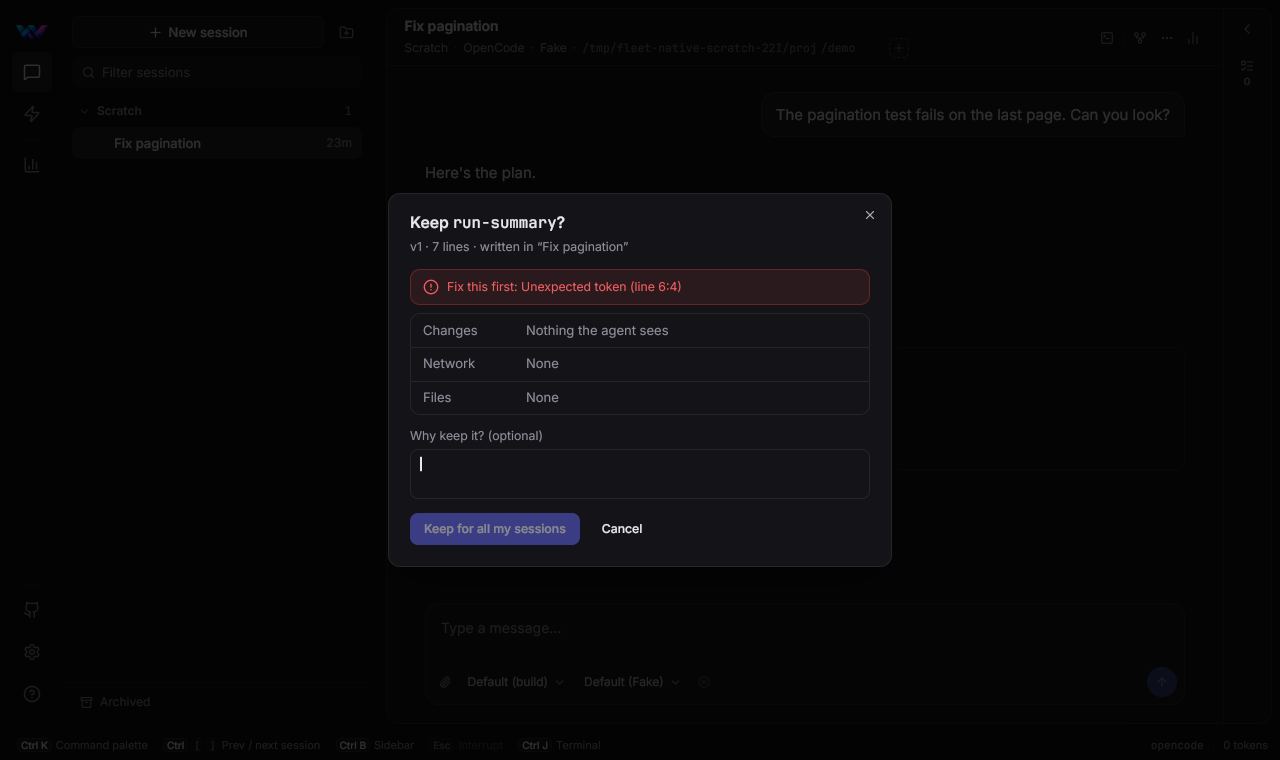 New session
Filter sessions
Scratch 1
Fix pagination 23m
Archived
Fix pagination
Scratch OpenCode · Fake · /tmp/fleet-native-scratch-22I/proj/demo
0
The pagination test fails on the last page. Can you look?
Here's the plan.
Keep run-summary?
v1 · 7 lines · written in “Fix pagination”
Fix this first: Unexpected token (line 6:4)
Changes Nothing the agent sees
Network None
Files None
Why keep it? (optional)
Keep for all my sessions Cancel
Type a message...
Default (build) Default (Fake)
Ctrl K Command palette Ctrl [ ] Prev / next session Ctrl B Sidebar Esc Interrupt Ctrl J Terminal opencode 0 tokens